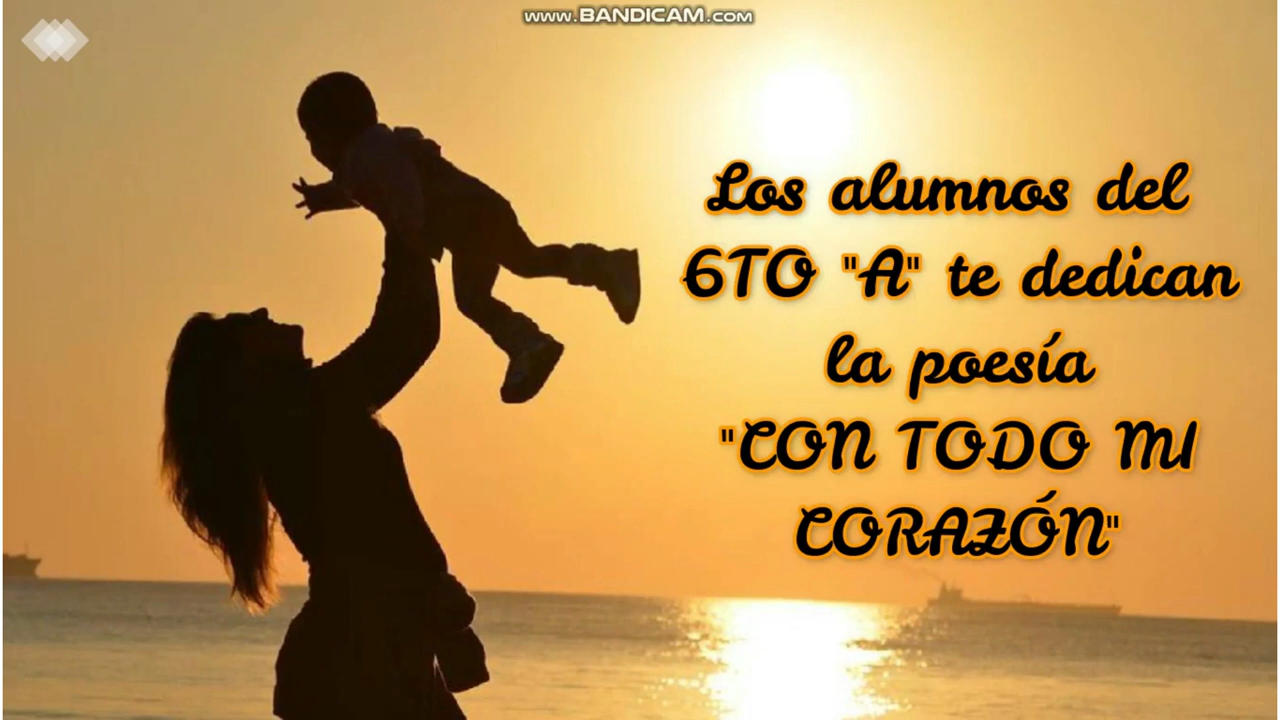 www.BANDICAM.com
Los alumnos del
6TO "A" te dedican
la poesía
"CON TODO MI
CORAZÓN"